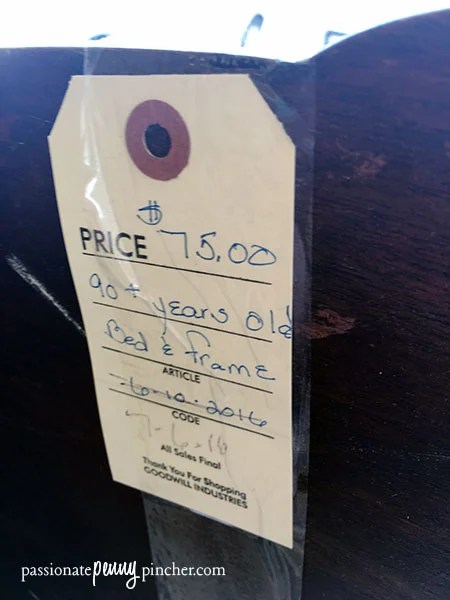 $
PRICE 75.00
90+ years old
Bed & frame
ARTICLE
6-10-2016
CODE
7-6-16
All Sales Final
Thank You For Shopping
GOODWILL INDUSTRIES
passionatepennypincher.com